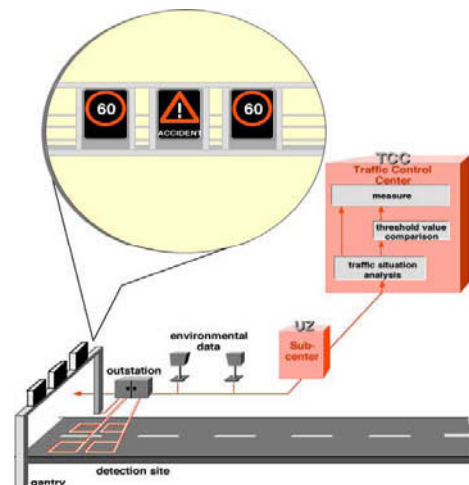 60
ACCIDENT
60
TCC
Traffic Control
Center
measure
threshold value
comparison
traffic situation
analysis
UZ
Sub-
center
environmental
data
outstation
detection site
gantry